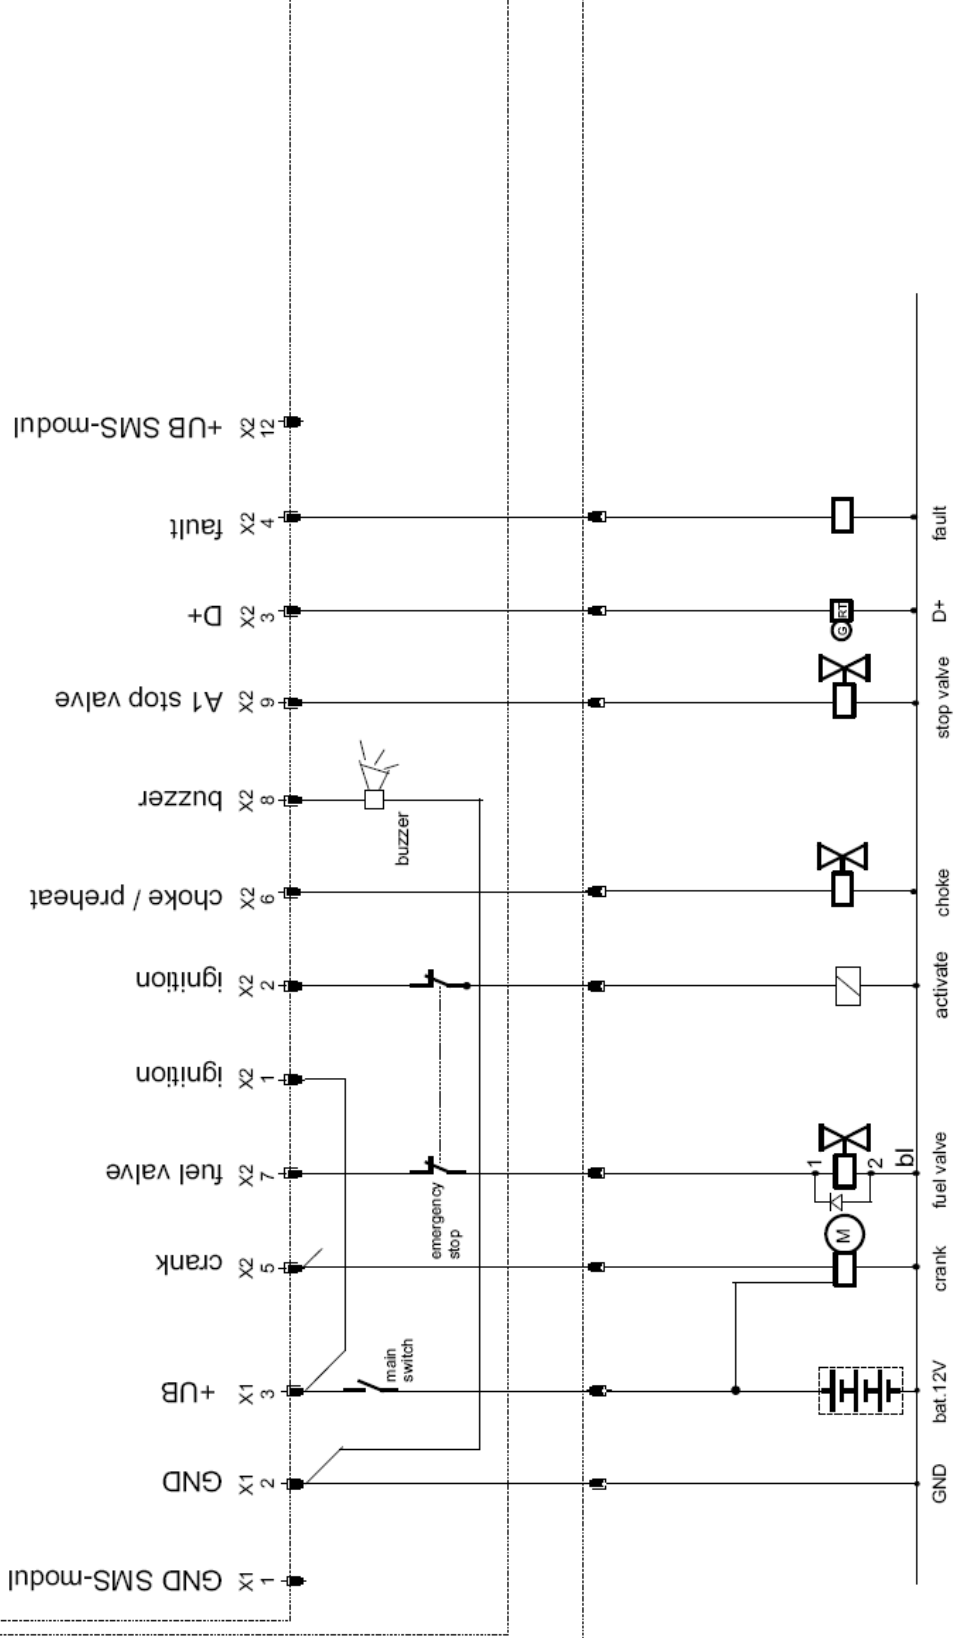 +UB SMS-modul X2 12
fault X2 4
D+ X2 3
A1 stop valve X2 9
buzzer X2 8
choke / preheat X2 6
ignition X2 2
ignition X2 1
fuel valve X2 7
crank X2 5
+UB X1 3
GND X1 2
GND SMS-modul X1 1
buzzer
emergency
stop
main
switch
RT
G
1
2
bl
M
fault
D+
stop valve
choke
activate
fuel valve
crank
bat.12V
GND